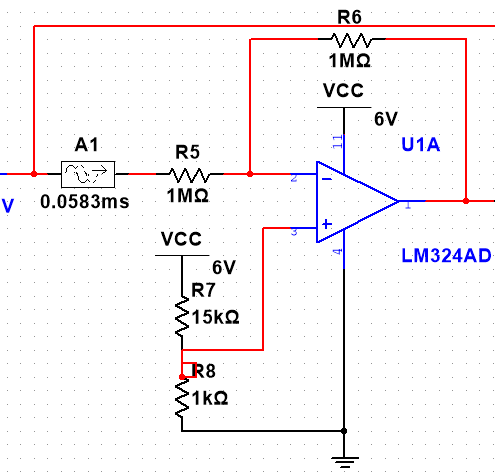 R6
1MΩ
VCC
6V
11
U1A
A1
R5
2
V
0.0583ms
1MΩ
1
3
VCC
4
LM324AD
6V
R7
15kΩ
R8
1kΩ